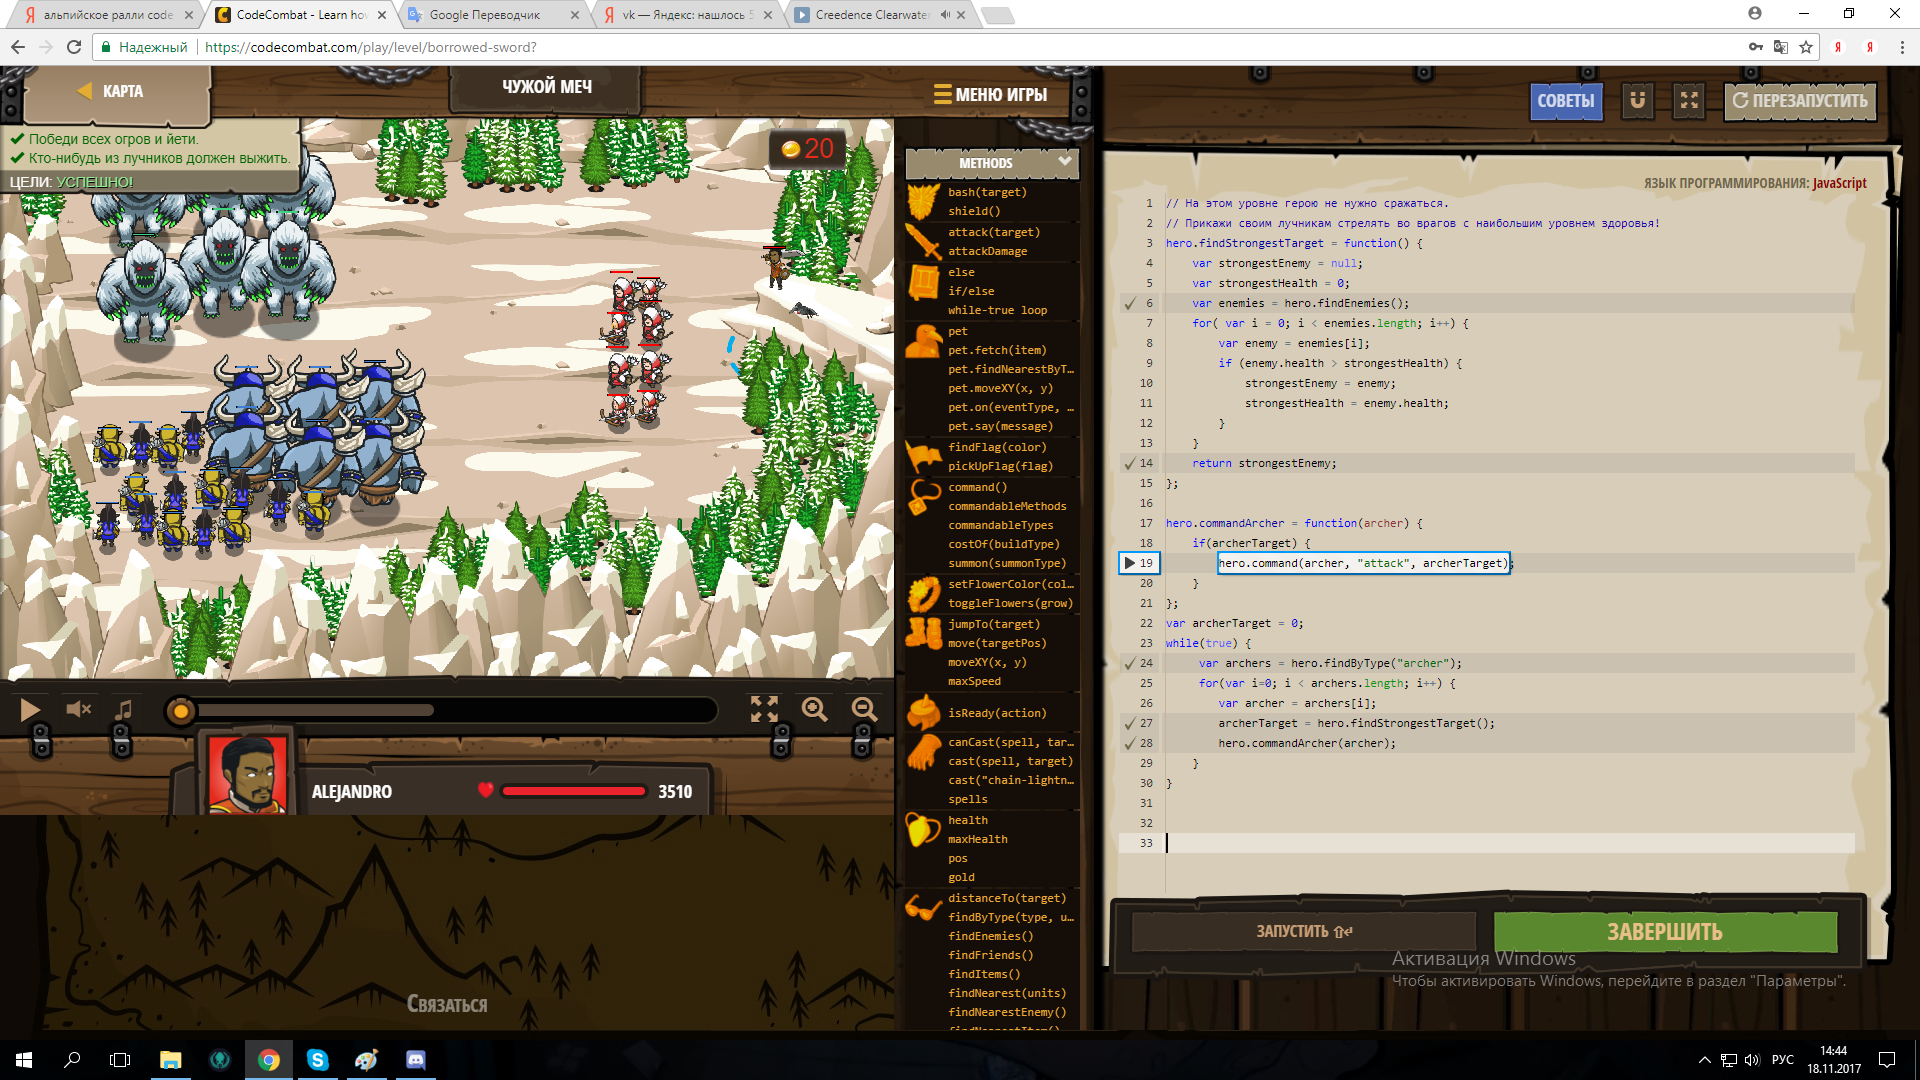 альпийское ралли code
CodeCombat - Learn how
Google Переводчик
vk — Яндекс: нашлось 5
Creedence Clearwater
Надежный
https://codecombat.com/play/level/borrowed-sword?
КАРТА
ЧУЖОЙ МЕЧ
МЕНЮ ИГРЫ
СОВЕТЫ
ПЕРЕЗАПУСТИТЬ
Победи всех огров и йети.
Кто-нибудь из лучников должен выжить.
ЦЕЛИ: УСПЕШНО!
20
METHODS
bash(target)
shield()
attack(target)
attackDamage
else
if/else
while-true loop
pet
pet.fetch(item)
pet.findNearestByT…
pet.moveXY(x, y)
pet.on(eventType, …
pet.say(message)
findFlag(color)
pickUpFlag(flag)
command()
commandableMethods
commandableTypes
costOf(buildType)
summon(summonType)
setFlowerColor(col…
toggleFlowers(grow)
jumpTo(target)
move(targetPos)
moveXY(x, y)
maxSpeed
isReady(action)
canCast(spell, tar…
cast(spell, target)
cast("chain-lightn…
spells
health
maxHealth
pos
gold
distanceTo(target)
findByType(type, u…
findEnemies()
findFriends()
findItems()
findNearest(units)
findNearestEnemy()
findNearestItem()
ЯЗЫК ПРОГРАММИРОВАНИЯ: JavaScript
1 // На этом уровне герою не нужно сражаться.
2 // Прикажи своим лучникам стрелять во врагов с наибольшим уровнем здоровья!
3 hero.findStrongestTarget = function() {
4 var strongestEnemy = null;
5 var strongestHealth = 0;
6 var enemies = hero.findEnemies();
7 for( var i = 0; i < enemies.length; i++) {
8 var enemy = enemies[i];
9 if (enemy.health > strongestHealth) {
10 strongestEnemy = enemy;
11 strongestHealth = enemy.health;
12 }
13 }
14 return strongestEnemy;
15 };
16
17 hero.commandArcher = function(archer) {
18 if(archerTarget) {
19 hero.command(archer, "attack", archerTarget);
20 }
21 };
22 var archerTarget = 0;
23 while(true) {
24 var archers = hero.findByType("archer");
25 for(var i=0; i < archers.length; i++) {
26 var archer = archers[i];
27 archerTarget = hero.findStrongestTarget();
28 hero.commandArcher(archer);
29 }
30 }
31
32
33
ALEJANDRO
3510
Связаться
ЗАПУСТИТЬ
ЗАВЕРШИТЬ
Активация Windows
Чтобы активировать Windows, перейдите в раздел "Параметры".
РУС
14:44
18.11.2017